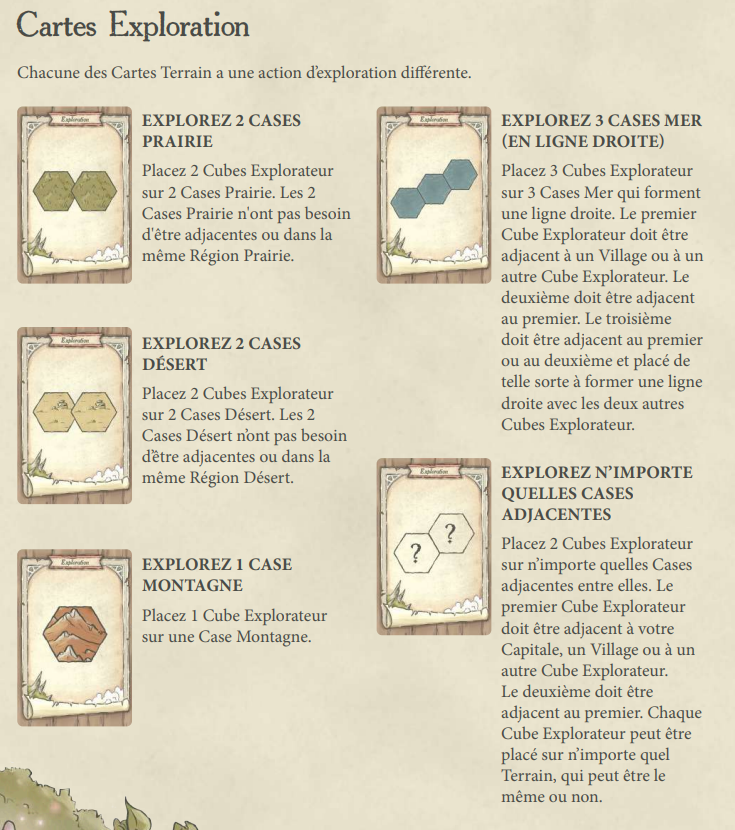 Cartes Exploration
Chacune des Cartes Terrain a une action d'exploration différente.
Exploration
EXPLOREZ 2 CASES
PRAIRIE
Placez 2 Cubes Explorateur
sur 2 Cases Prairie. Les 2
Cases Prairie n'ont pas besoin
d'être adjacentes ou dans la
même Région Prairie.
Exploration
EXPLOREZ 2 CASES
DÉSERT
Placez 2 Cubes Explorateur
sur 2 Cases Désert. Les 2
Cases Désert n'ont pas besoin
d'être adjacentes ou dans la
même Région Désert.
Exploration
EXPLOREZ 1 CASE
MONTAGNE
Placez 1 Cube Explorateur
sur une Case Montagne.
Exploration
EXPLOREZ 3 CASES MER
(EN LIGNE DROITE)
Placez 3 Cubes Explorateur
sur 3 Cases Mer qui forment
une ligne droite. Le premier
Cube Explorateur doit être
adjacent à un Village ou à un
autre Cube Explorateur. Le
deuxième doit être adjacent
au premier. Le troisième
doit être adjacent au premier
ou au deuxième et placé de
telle sorte à former une ligne
droite avec les deux autres
Cubes Explorateur.
Exploration
? ?
EXPLOREZ N'IMPORTE
QUELLES CASES
ADJACENTES
Placez 2 Cubes Explorateur
sur n'importe quelles Cases
adjacentes entre elles. Le
premier Cube Explorateur
doit être adjacent à votre
Capitale, un Village ou à un
autre Cube Explorateur.
Le deuxième doit être
adjacent au premier. Chaque
Cube Explorateur peut être
placé sur n'importe quel
Terrain, qui peut être le
même ou non.